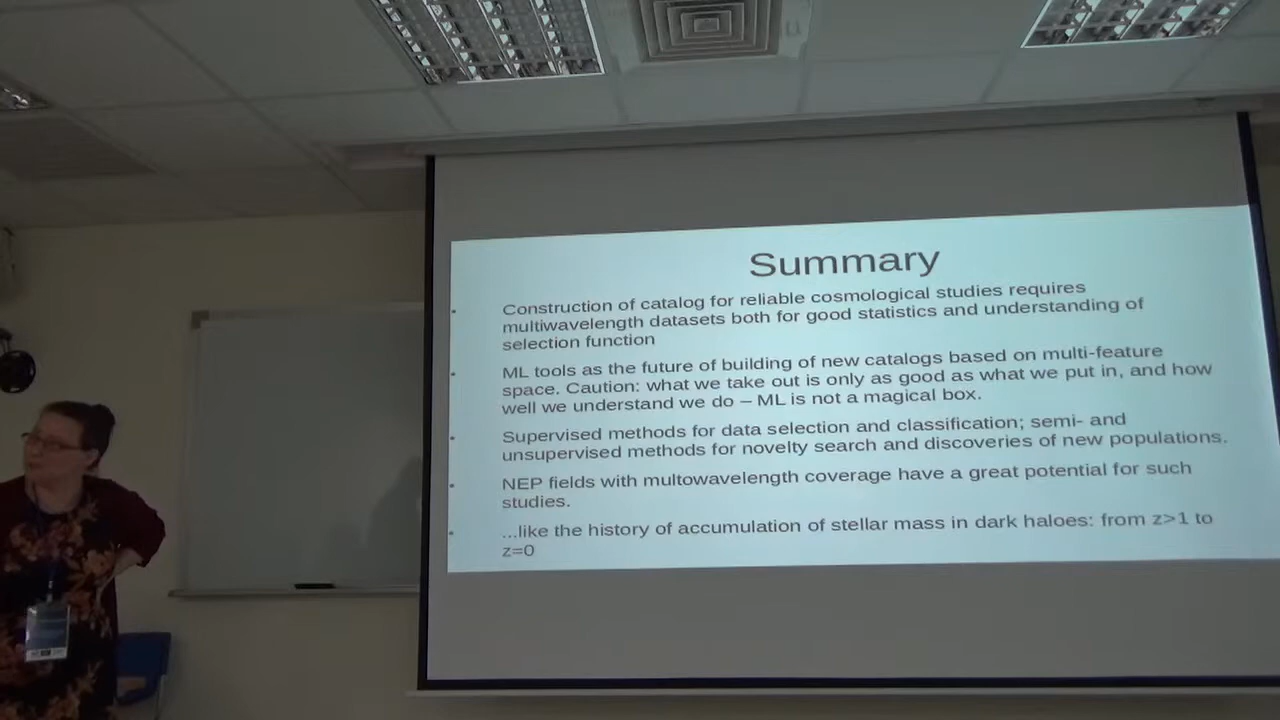 Summary
Construction of catalog for reliable cosmological studies requires
multiwavelength datasets both for good statistics and understanding of
selection function
ML tools as the future of building of new catalogs based on multi-feature
space. Caution: what we take out is only as good as what we put in, and how
well we understand we do – ML is not a magical box.
Supervised methods for data selection and classification; semi- and
unsupervised methods for novelty search and discoveries of new populations.
NEP fields with multowavelength coverage have a great potential for such
studies.
...like the history of accumulation of stellar mass in dark haloes: from z>1 to
z=0